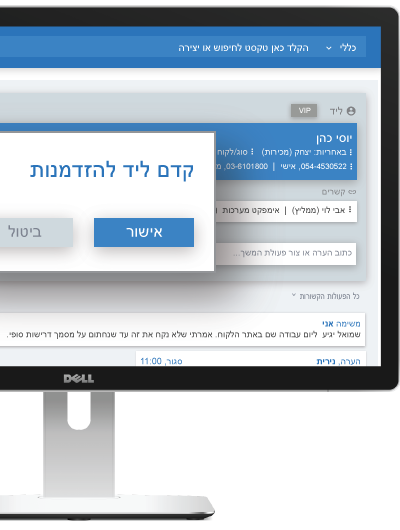 כללי הקלד כאן טקסט לחיפוש או יצירה
ליד VIP
יוסי כהן
באחריות: יצחק (מכירות) סוג/לקוח
054-4530522, אישי | 03-6101800,
קשרים
אבי לוי (ממליץ) | אימפקט מערכות
כתוב הערה או צור פעולת המשך...
קדם ליד להזדמנות
אישור ביטול
כל הפעולות הקשורות
משימה אני
שמואל יגיע ליום עבודה שם באתר הלקוח. אמרתי שלא נקח את זה עד שנחתום על מסמך דרישות סופי.
הערה, נירית סגור, 11:00
DELL